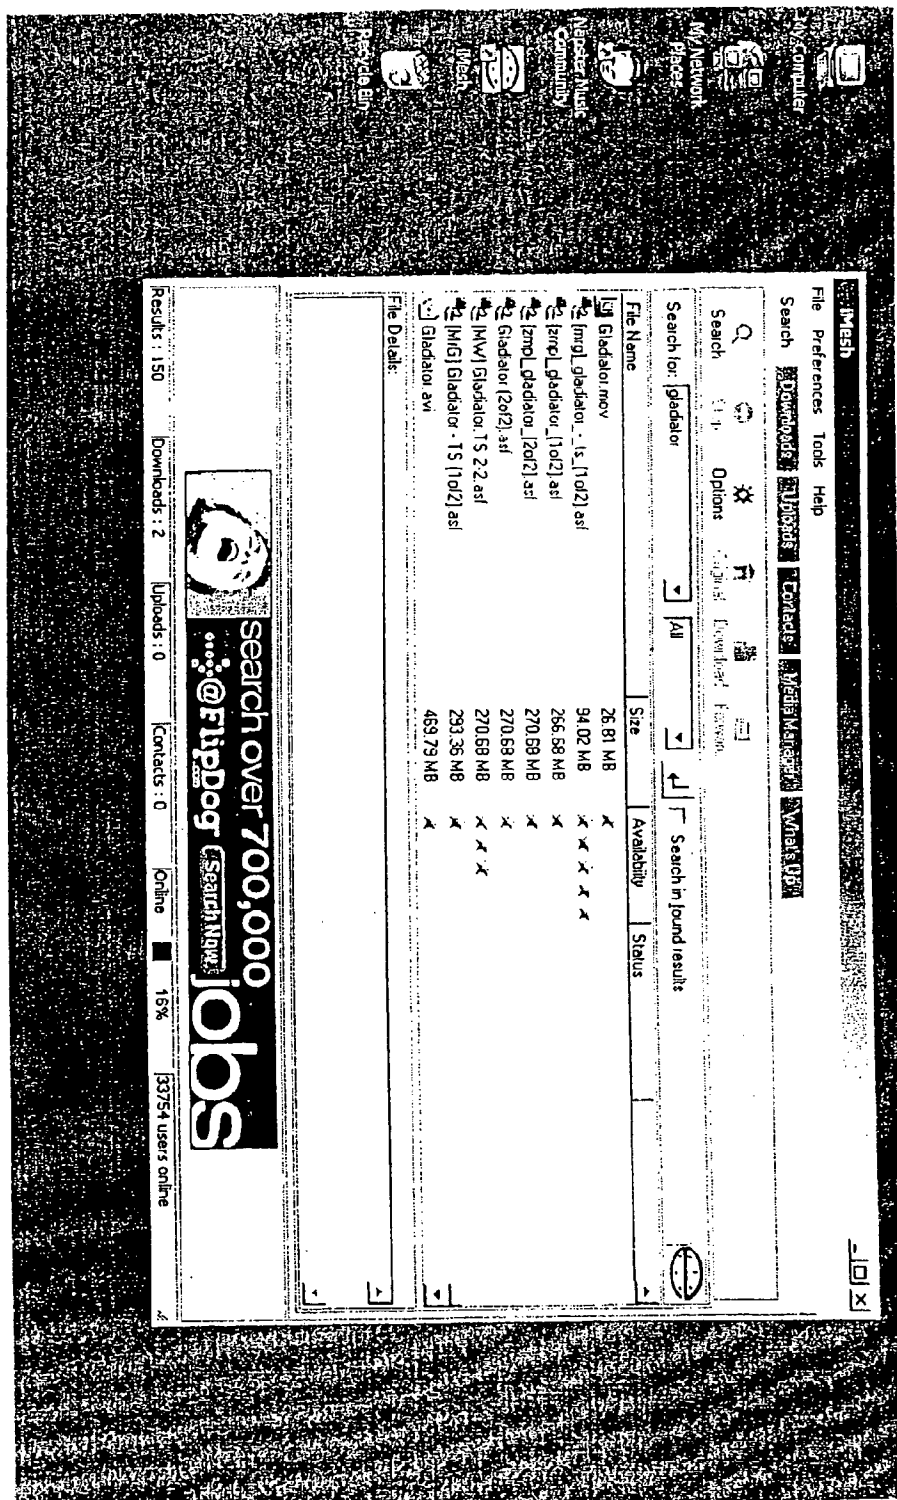 My Computer
My Network Places
Napster Music Community
iMesh
Recycle Bin
iMesh
File Preferences Tools Help
Search Downloads Uploads Contacts Media Manager What's Up
Search Options Download
Search for: gladiator All Search in found results
File Name Size Availability Status
Gladiator.mov 26.81 MB
[mrg]_gladiator_-_ts_(1of2).asf 94.02 MB
[zmp]_gladiator_(1of2).asf 266.68 MB
[zmp]_gladiator_(2of2).asf 270.68 MB
Gladiator (2of2).asf 270.68 MB
[MW] Gladiator.TS 2-2.asf 270.68 MB
[MrG] Gladiator - TS (1of2).asf 293.36 MB
Gladiator.avi 469.79 MB
File Details:
search over 700,000 jobs
@FlipDog .com Search Now!
Results : 150 Downloads : 2 Uploads : 0 Contacts : 0 Online 16% 33754 users online